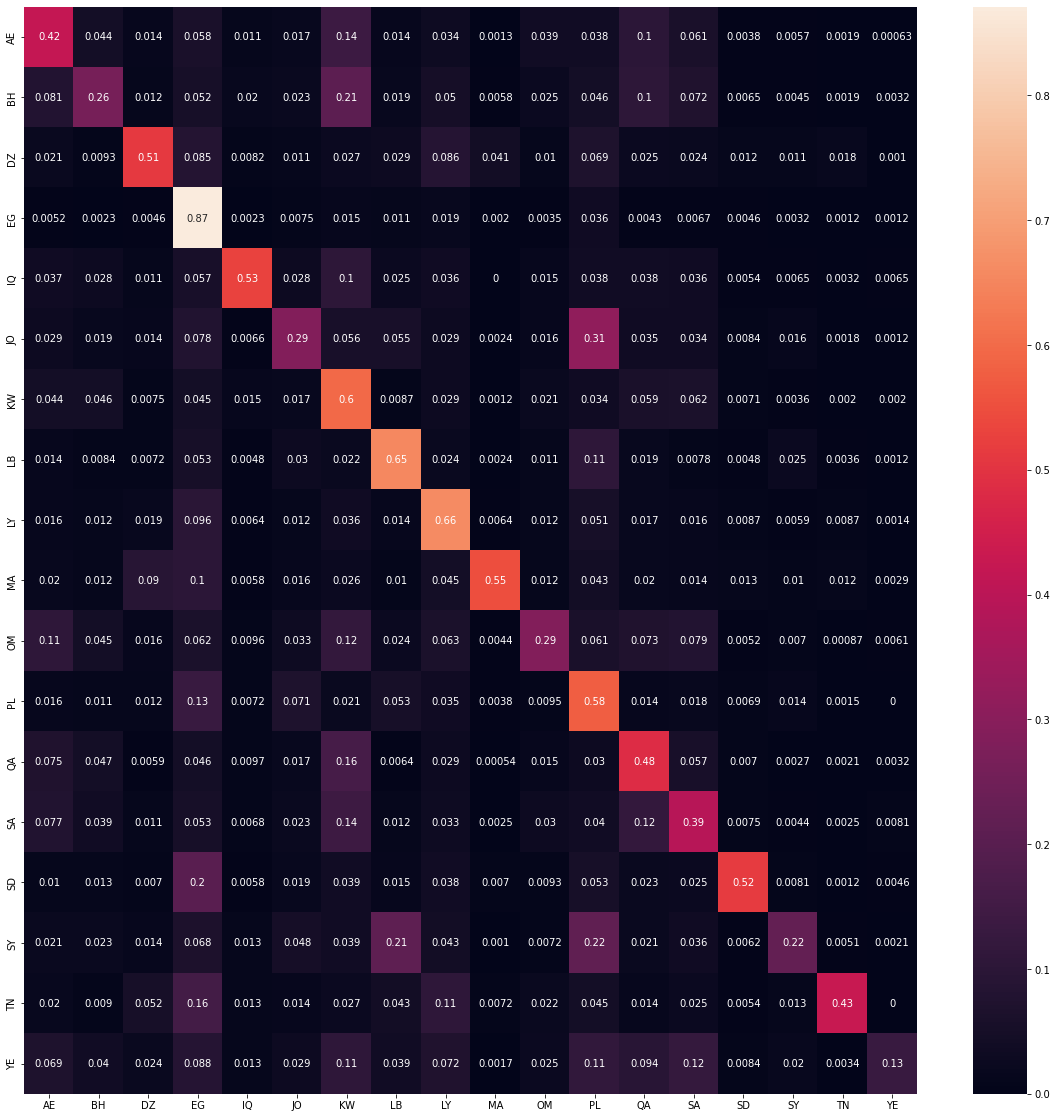 AE 0.42 0.044 0.014 0.058 0.011 0.017 0.14 0.014 0.034 0.0013 0.039 0.038 0.1 0.061 0.0038 0.0057 0.0019 0.00063
BH 0.081 0.26 0.012 0.052 0.02 0.023 0.21 0.019 0.05 0.0058 0.025 0.046 0.1 0.072 0.0065 0.0045 0.0019 0.0032
DZ 0.021 0.0093 0.51 0.085 0.0082 0.011 0.027 0.029 0.086 0.041 0.01 0.069 0.025 0.024 0.012 0.011 0.018 0.001
EG 0.0052 0.0023 0.0046 0.87 0.0023 0.0075 0.015 0.011 0.019 0.002 0.0035 0.036 0.0043 0.0067 0.0046 0.0032 0.0012 0.0012
IQ 0.037 0.028 0.011 0.057 0.53 0.028 0.1 0.025 0.036 0 0.015 0.038 0.038 0.036 0.0054 0.0065 0.0032 0.0065
JO 0.029 0.019 0.014 0.078 0.0066 0.29 0.056 0.055 0.029 0.0024 0.016 0.31 0.035 0.034 0.0084 0.016 0.0018 0.0012
KW 0.044 0.046 0.0075 0.045 0.015 0.017 0.6 0.0087 0.029 0.0012 0.021 0.034 0.059 0.062 0.0071 0.0036 0.002 0.002
LB 0.014 0.0084 0.0072 0.053 0.0048 0.03 0.022 0.65 0.024 0.0024 0.011 0.11 0.019 0.0078 0.0048 0.025 0.0036 0.0012
LY 0.016 0.012 0.019 0.096 0.0064 0.012 0.036 0.014 0.66 0.0064 0.012 0.051 0.017 0.016 0.0087 0.0059 0.0087 0.0014
MA 0.02 0.012 0.09 0.1 0.0058 0.016 0.026 0.01 0.045 0.55 0.012 0.043 0.02 0.014 0.013 0.01 0.012 0.0029
OM 0.11 0.045 0.016 0.062 0.0096 0.033 0.12 0.024 0.063 0.0044 0.29 0.061 0.073 0.079 0.0052 0.007 0.00087 0.0061
PL 0.016 0.011 0.012 0.13 0.0072 0.071 0.021 0.053 0.035 0.0038 0.0095 0.58 0.014 0.018 0.0069 0.014 0.0015 0
QA 0.075 0.047 0.0059 0.046 0.0097 0.017 0.16 0.0064 0.029 0.00054 0.015 0.03 0.48 0.057 0.007 0.0027 0.0021 0.0032
SA 0.077 0.039 0.011 0.053 0.0068 0.023 0.14 0.012 0.033 0.0025 0.03 0.04 0.12 0.39 0.0075 0.0044 0.0025 0.0081
SD 0.01 0.013 0.007 0.2 0.0058 0.019 0.039 0.015 0.038 0.007 0.0093 0.053 0.023 0.025 0.52 0.0081 0.0012 0.0046
SY 0.021 0.023 0.014 0.068 0.013 0.048 0.039 0.21 0.043 0.001 0.0072 0.22 0.021 0.036 0.0062 0.22 0.0051 0.0021
TN 0.02 0.009 0.052 0.16 0.013 0.014 0.027 0.043 0.11 0.0072 0.022 0.045 0.014 0.025 0.0054 0.013 0.43 0
YE 0.069 0.04 0.024 0.088 0.013 0.029 0.11 0.039 0.072 0.0017 0.025 0.11 0.094 0.12 0.0084 0.02 0.0034 0.13
AE BH DZ EG IQ JO KW LB LY MA OM PL QA SA SD SY TN YE
0.8
0.7
0.6
0.5
0.4
0.3
0.2
0.1
0.0